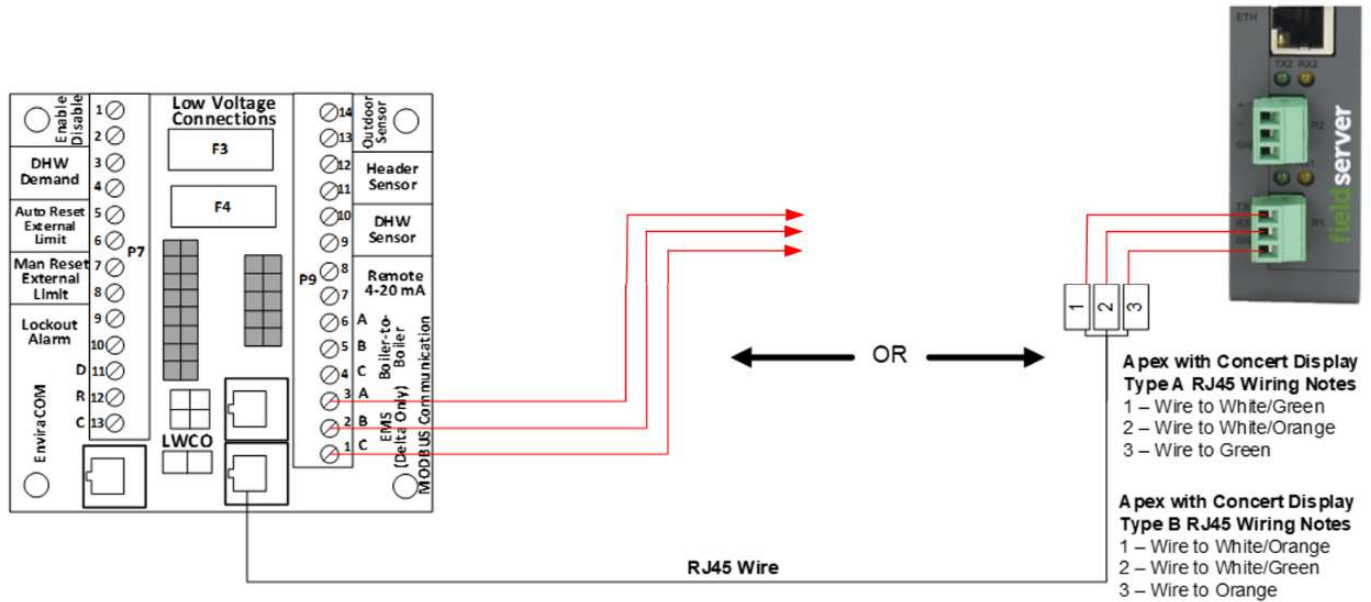 Enable
Disable
1
2
DHW
Demand
3
4
Auto Reset
External
Limit
5
6
Man Reset
External
Limit
7
8
Lockout
Alarm
9
10
D 11
R 12
C 13
EnviraCOM
P7
Low Voltage
Connections
F3
F4
LWCO
P9
14
13
Outdoor
Sensor
12
11
Header
Sensor
10
9
DHW
Sensor
8
7
Remote
4-20 mA
6 A
5 B
4 C
Boiler-to-
Boiler
3 A
2 B
1 C
EMS
(Delta Only)
MODBUS Communication
RJ45 Wire
OR
ETH
TX2 RX2
+
-
R2
R1
fieldserver
1
2
3
Apex with Concert Display
Type A RJ45 Wiring Notes
1 – Wire to White/Green
2 – Wire to White/Orange
3 – Wire to Green
Apex with Concert Display
Type B RJ45 Wiring Notes
1 – Wire to White/Orange
2 – Wire to White/Green
3 – Wire to Orange